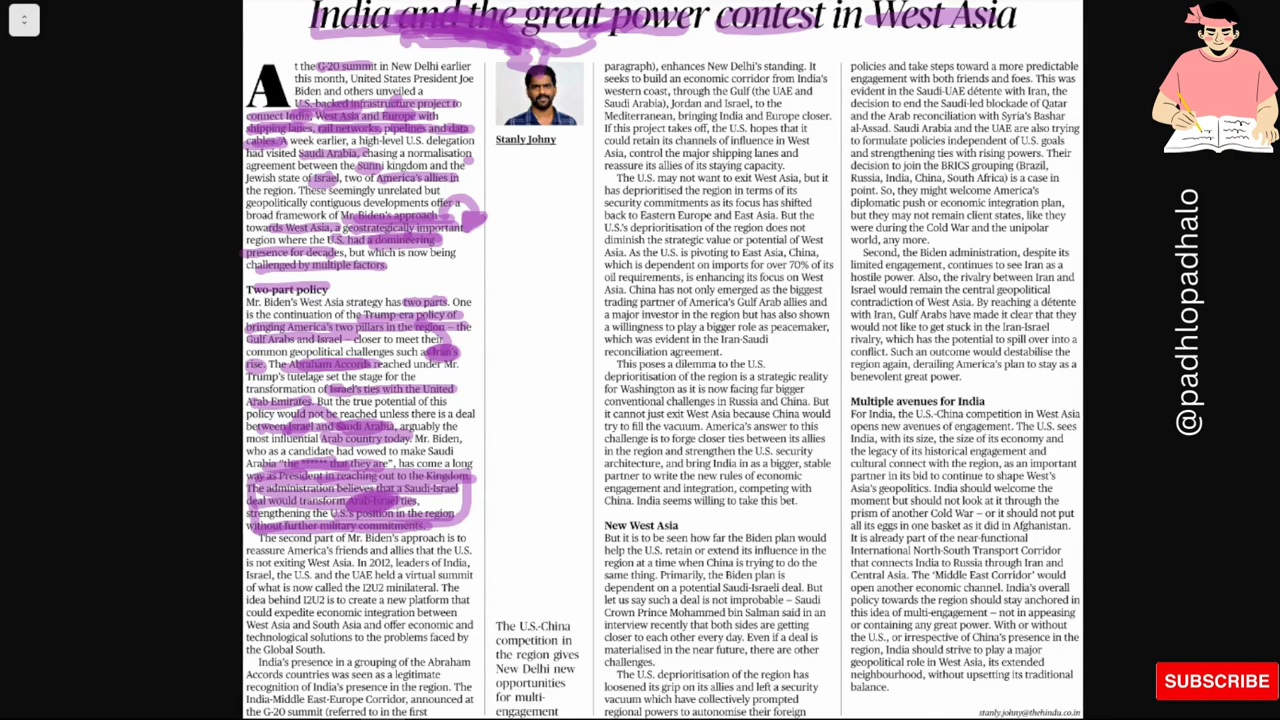 India and the great power contest in West Asia
At the G-20 summit in New Delhi earlier
this month, United States President Joe
Biden and others unveiled a
U.S.-backed infrastructure project to
connect India, West Asia and Europe with
shipping lanes, rail networks, pipelines and data
cables. A week earlier, a high-level U.S. delegation
had visited Saudi Arabia, chasing a normalisation
agreement between the Sunni kingdom and the
Jewish state of Israel, two of America's allies in
the region. These seemingly unrelated but
geopolitically contiguous developments offer a
broad framework of Mr. Biden's approach
towards West Asia, a geostrategically important
region where the U.S. had a domineering
presence for decades, but which is now being
challenged by multiple factors.
Two-part policy
Mr. Biden's West Asia strategy has two parts. One
is the continuation of the Trump-era policy of
bringing America's two pillars in the region – the
Gulf Arabs and Israel – closer to meet their
common geopolitical challenges such as Iran's
rise. The Abraham Accords reached under Mr.
Trump's tutelage set the stage for the
transformation of Israel's ties with the United
Arab Emirates. But the true potential of this
policy would not be reached unless there is a deal
between Israel and Saudi Arabia, arguably the
most influential Arab country today. Mr. Biden,
who as a candidate had vowed to make Saudi
Arabia "the ****** that they are", has come a long
way as President in reaching out to the Kingdom.
The administration believes that a Saudi-Israel
deal would transform Arab-Israel ties,
strengthening the U.S.'s position in the region
without further military commitments.
The second part of Mr. Biden's approach is to
reassure America's friends and allies that the U.S.
is not exiting West Asia. In 2012, leaders of India,
Israel, the U.S. and the UAE held a virtual summit
of what is now called the I2U2 minilateral. The
idea behind I2U2 is to create a new platform that
could expedite economic integration between
West Asia and South Asia and offer economic and
technological solutions to the problems faced by
the Global South.
India's presence in a grouping of the Abraham
Accords countries was seen as a legitimate
recognition of India's presence in the region. The
India-Middle East-Europe Corridor, announced at
the G-20 summit (referred to in the first
Stanly Johny
The U.S.-China
competition in
the region gives
New Delhi new
opportunities
for multi-
engagement
paragraph), enhances New Delhi's standing. It
seeks to build an economic corridor from India's
western coast, through the Gulf (the UAE and
Saudi Arabia), Jordan and Israel, to the
Mediterranean, bringing India and Europe closer.
If this project takes off, the U.S. hopes that it
could retain its channels of influence in West
Asia, control the major shipping lanes and
reassure its allies of its staying capacity.
The U.S. may not want to exit West Asia, but it
has deprioritised the region in terms of its
security commitments as its focus has shifted
back to Eastern Europe and East Asia. But the
U.S.'s deprioritisation of the region does not
diminish the strategic value or potential of West
Asia. As the U.S. is pivoting to East Asia, China,
which is dependent on imports for over 70% of its
oil requirements, is enhancing its focus on West
Asia. China has not only emerged as the biggest
trading partner of America's Gulf Arab allies and
a major investor in the region but has also shown
a willingness to play a bigger role as peacemaker,
which was evident in the Iran-Saudi
reconciliation agreement.
This poses a dilemma to the U.S.
deprioritisation of the region is a strategic reality
for Washington as it is now facing far bigger
conventional challenges in Russia and China. But
it cannot just exit West Asia because China would
try to fill the vacuum. America's answer to this
challenge is to forge closer ties between its allies
in the region and strengthen the U.S. security
architecture, and bring India in as a bigger, stable
partner to write the new rules of economic
engagement and integration, competing with
China. India seems willing to take this bet.
New West Asia
But it is to be seen how far the Biden plan would
help the U.S. retain or extend its influence in the
region at a time when China is trying to do the
same thing. Primarily, the Biden plan is
dependent on a potential Saudi-Israeli deal. But
let us say such a deal is not improbable – Saudi
Crown Prince Mohammed bin Salman said in an
interview recently that both sides are getting
closer to each other every day. Even if a deal is
materialised in the near future, there are other
challenges.
The U.S. deprioritisation of the region has
loosened its grip on its allies and left a security
vacuum which have collectively prompted
regional powers to autonomise their foreign
policies and take steps toward a more predictable
engagement with both friends and foes. This was
evident in the Saudi-UAE détente with Iran, the
decision to end the Saudi-led blockade of Qatar
and the Arab reconciliation with Syria's Bashar
al-Assad. Saudi Arabia and the UAE are also trying
to formulate policies independent of U.S. goals
and strengthening ties with rising powers. Their
decision to join the BRICS grouping (Brazil,
Russia, India, China, South Africa) is a case in
point. So, they might welcome America's
diplomatic push or economic integration plan,
but they may not remain client states, like they
were during the Cold War and the unipolar
world, any more.
Second, the Biden administration, despite its
limited engagement, continues to see Iran as a
hostile power. Also, the rivalry between Iran and
Israel would remain the central geopolitical
contradiction of West Asia. By reaching a détente
with Iran, Gulf Arabs have made it clear that they
would not like to get stuck in the Iran-Israel
rivalry, which has the potential to spill over into a
conflict. Such an outcome would destabilise the
region again, derailing America's plan to stay as a
benevolent great power.
Multiple avenues for India
For India, the U.S.-China competition in West Asia
opens new avenues of engagement. The U.S. sees
India, with its size, the size of its economy and
the legacy of its historical engagement and
cultural connect with the region, as an important
partner in its bid to continue to shape West's
Asia's geopolitics. India should welcome the
moment but should not look at it through the
prism of another Cold War – or it should not put
all its eggs in one basket as it did in Afghanistan.
It is already part of the near-functional
International North-South Transport Corridor
that connects India to Russia through Iran and
Central Asia. The 'Middle East Corridor' would
open another economic channel. India's overall
policy towards the region should stay anchored in
this idea of multi-engagement – not in appeasing
or containing any great power. With or without
the U.S., or irrespective of China's presence in the
region, India should strive to play a major
geopolitical role in West Asia, its extended
neighbourhood, without upsetting its traditional
balance.
stanly.johny@thehindu.co.in
@padhlopadhalo
SUBSCRIBE